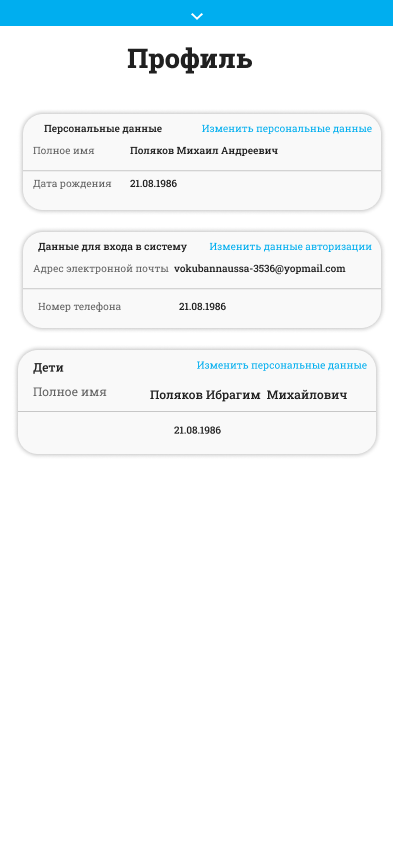 Профиль
Персональные данные Изменить персональные данные
Полное имя Поляков Михаил Андреевич
Дата рождения 21.08.1986
Данные для входа в систему Изменить данные авторизации
Адрес электронной почты vokubannaussa-3536@yopmail.com
Номер телефона 21.08.1986
Дети Изменить персональные данные
Полное имя Поляков Ибрагим Михайлович
21.08.1986